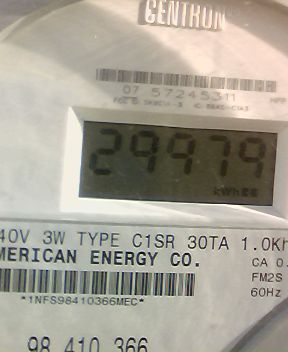 CENTRON
07 57245311
29979
kWh
40V 3W TYPE C1SR 30TA 1.0Kh
MERICAN ENERGY CO.
CA 0.
FM2S
60Hz
*1NFS98410366MEC*
98 410 366